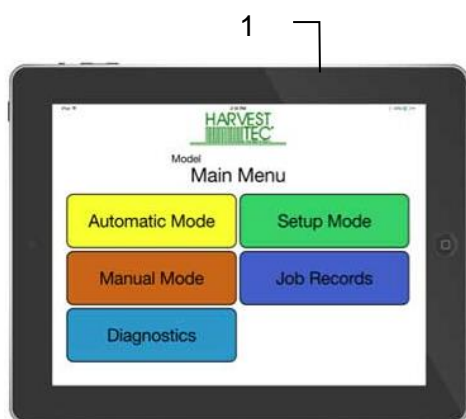 1
HARVEST
TEC
Model
Main Menu
Automatic Mode
Setup Mode
Manual Mode
Job Records
Diagnostics